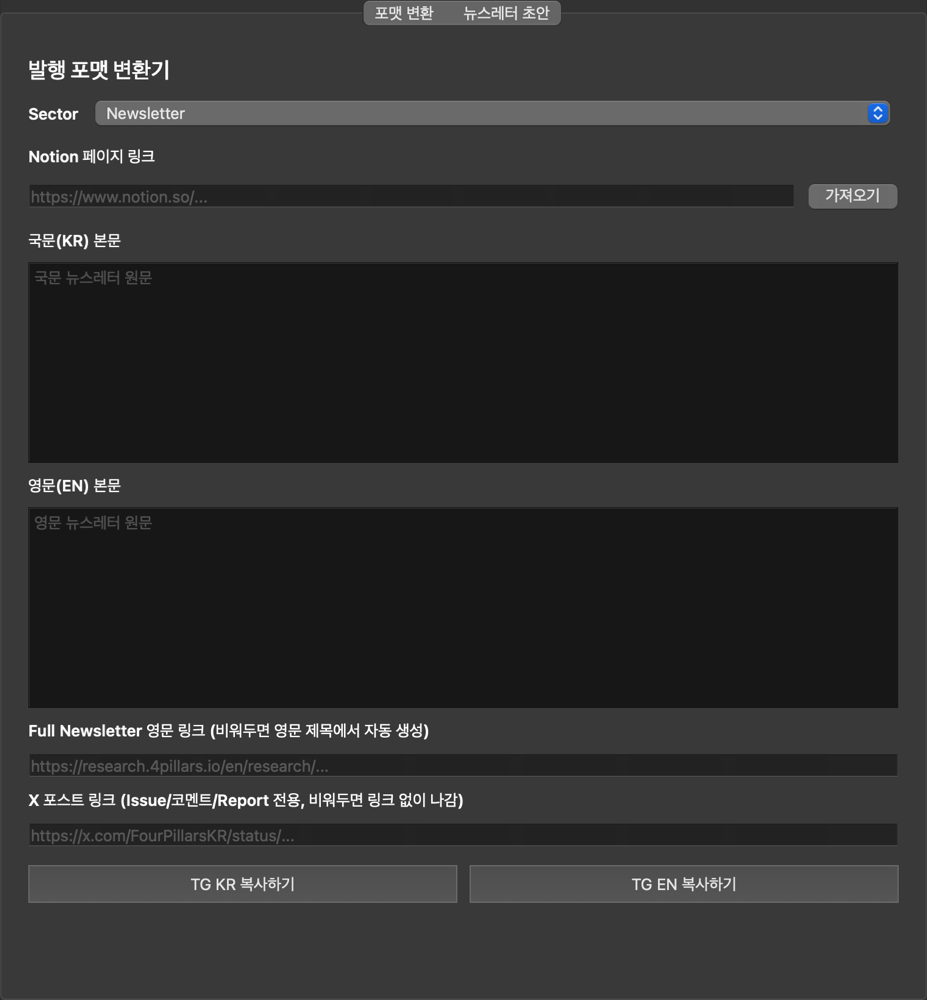 포맷 변환 뉴스레터 초안
발행 포맷 변환기
Sector Newsletter
Notion 페이지 링크
https://www.notion.so/... 가져오기
국문(KR) 본문
국문 뉴스레터 원문
영문(EN) 본문
영문 뉴스레터 원문
Full Newsletter 영문 링크 (비워두면 영문 제목에서 자동 생성)
https://research.4pillars.io/en/research/...
X 포스트 링크 (Issue/코멘트/Report 전용, 비워두면 링크 없이 나감)
https://x.com/FourPillarsKR/status/...
TG KR 복사하기 TG EN 복사하기